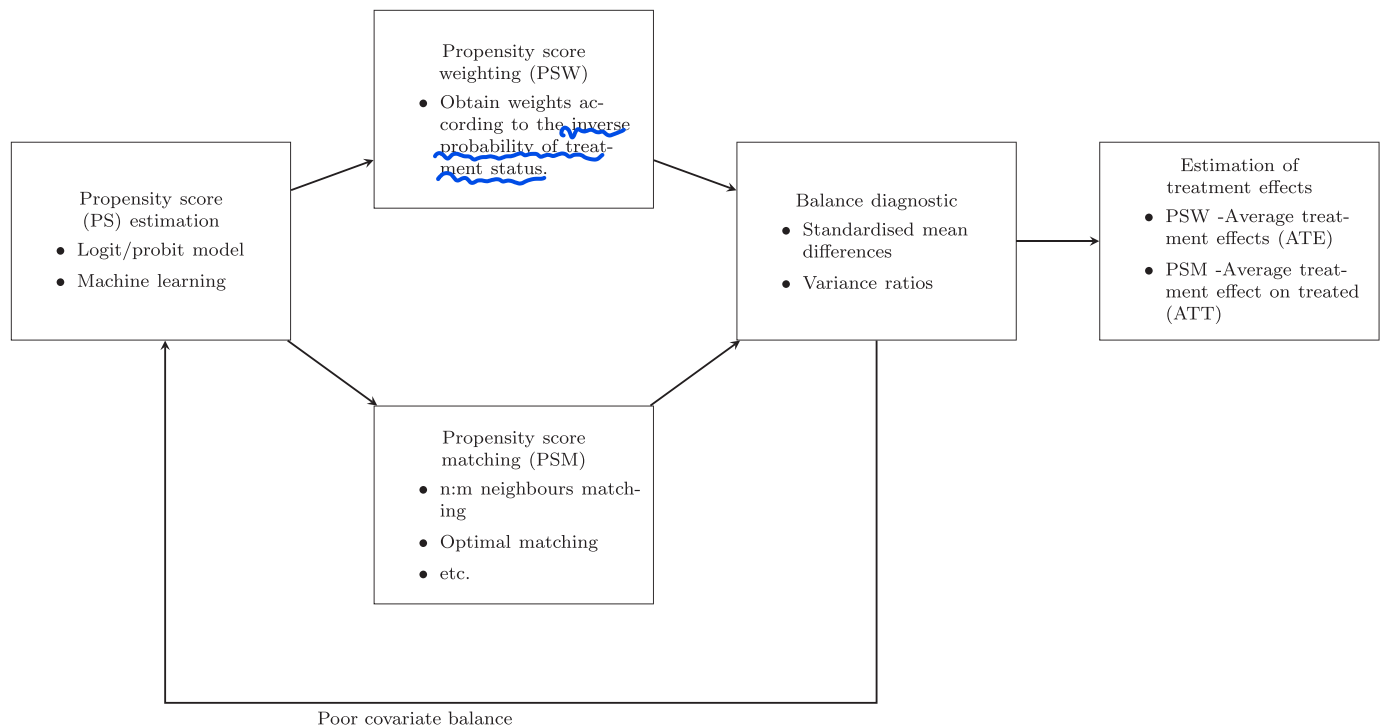 Propensity score
weighting (PSW)
• Obtain weights ac-
cording to the inverse
probability of treat-
ment status.
Propensity score
(PS) estimation
• Logit/probit model
• Machine learning
Balance diagnostic
• Standardised mean
differences
• Variance ratios
Estimation of
treatment effects
• PSW -Average treat-
ment effects (ATE)
• PSM -Average treat-
ment effect on treated
(ATT)
Propensity score
matching (PSM)
• n:m neighbours match-
ing
• Optimal matching
• etc.
Poor covariate balance